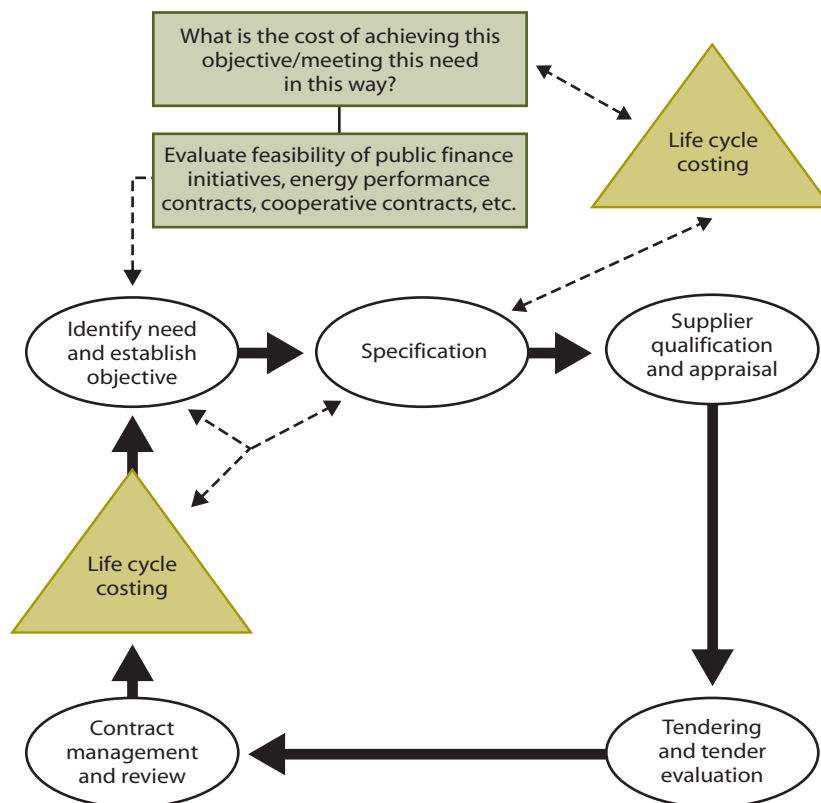 What is the cost of achieving this
objective/meeting this need
in this way?
Life cycle
costing
Evaluate feasibility of public finance
initiatives, energy performance
contracts, cooperative contracts, etc.
Identify need
and establish
objective
Specification
Supplier
qualification
and appraisal
Life cycle
costing
Contract
management
and review
Tendering
and tender
evaluation